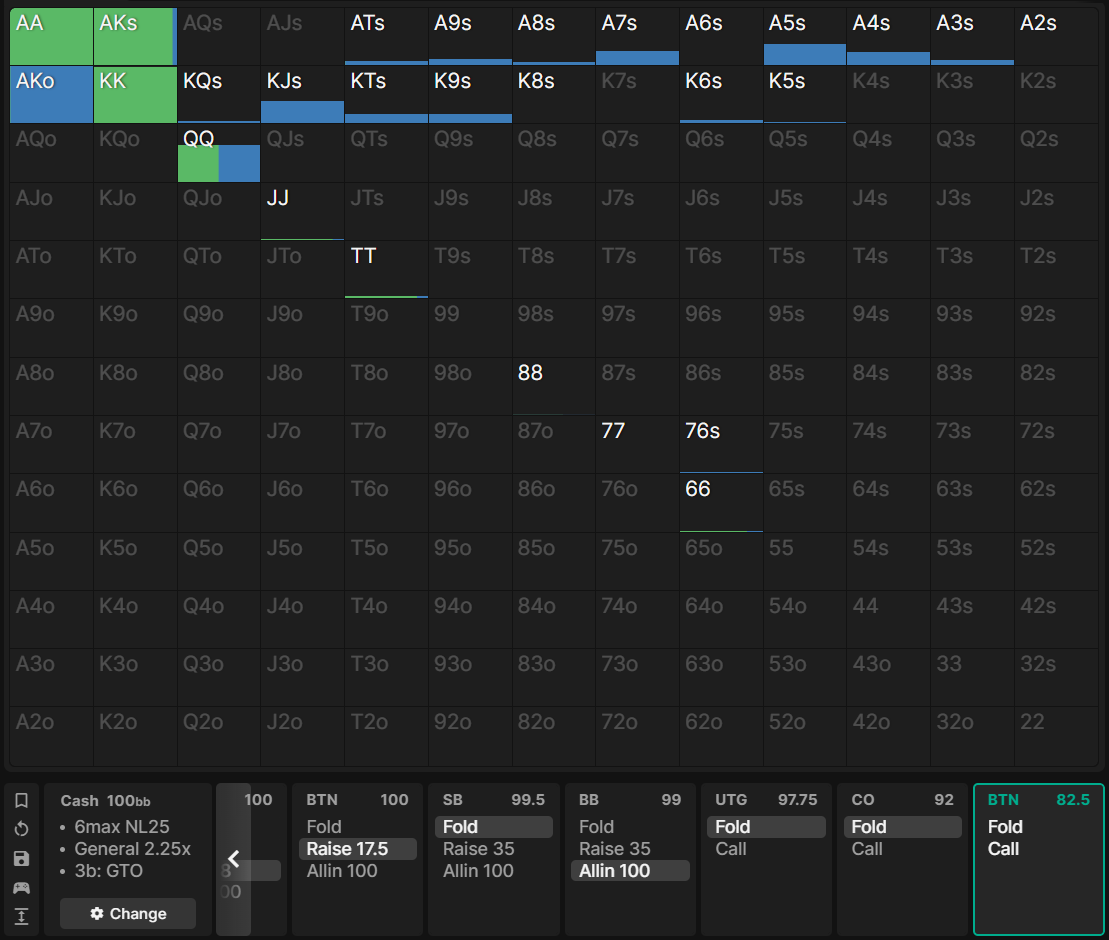 AA AKs AQs AJs ATs A9s A8s A7s A6s A5s A4s A3s A2s
AKo KK KQs KJs KTs K9s K8s K7s K6s K5s K4s K3s K2s
AQo KQo QQ QJs QTs Q9s Q8s Q7s Q6s Q5s Q4s Q3s Q2s
AJo KJo QJo JJ JTs J9s J8s J7s J6s J5s J4s J3s J2s
ATo KTo QTo JTo TT T9s T8s T7s T6s T5s T4s T3s T2s
A9o K9o Q9o J9o T9o 99 98s 97s 96s 95s 94s 93s 92s
A8o K8o Q8o J8o T8o 98o 88 87s 86s 85s 84s 83s 82s
A7o K7o Q7o J7o T7o 97o 87o 77 76s 75s 74s 73s 72s
A6o K6o Q6o J6o T6o 96o 86o 76o 66 65s 64s 63s 62s
A5o K5o Q5o J5o T5o 95o 85o 75o 65o 55 54s 53s 52s
A4o K4o Q4o J4o T4o 94o 84o 74o 64o 54o 44 43s 42s
A3o K3o Q3o J3o T3o 93o 83o 73o 63o 53o 43o 33 32s
A2o K2o Q2o J2o T2o 92o 82o 72o 62o 52o 42o 32o 22
Cash 100bb
• 6max NL25
• General 2.25x
• 3b: GTO
Change
100
8
00
BTN 100
Fold
Raise 17.5
Allin 100
SB 99.5
Fold
Raise 35
Allin 100
BB 99
Fold
Raise 35
Allin 100
UTG 97.75
Fold
Call
CO 92
Fold
Call
BTN 82.5
Fold
Call